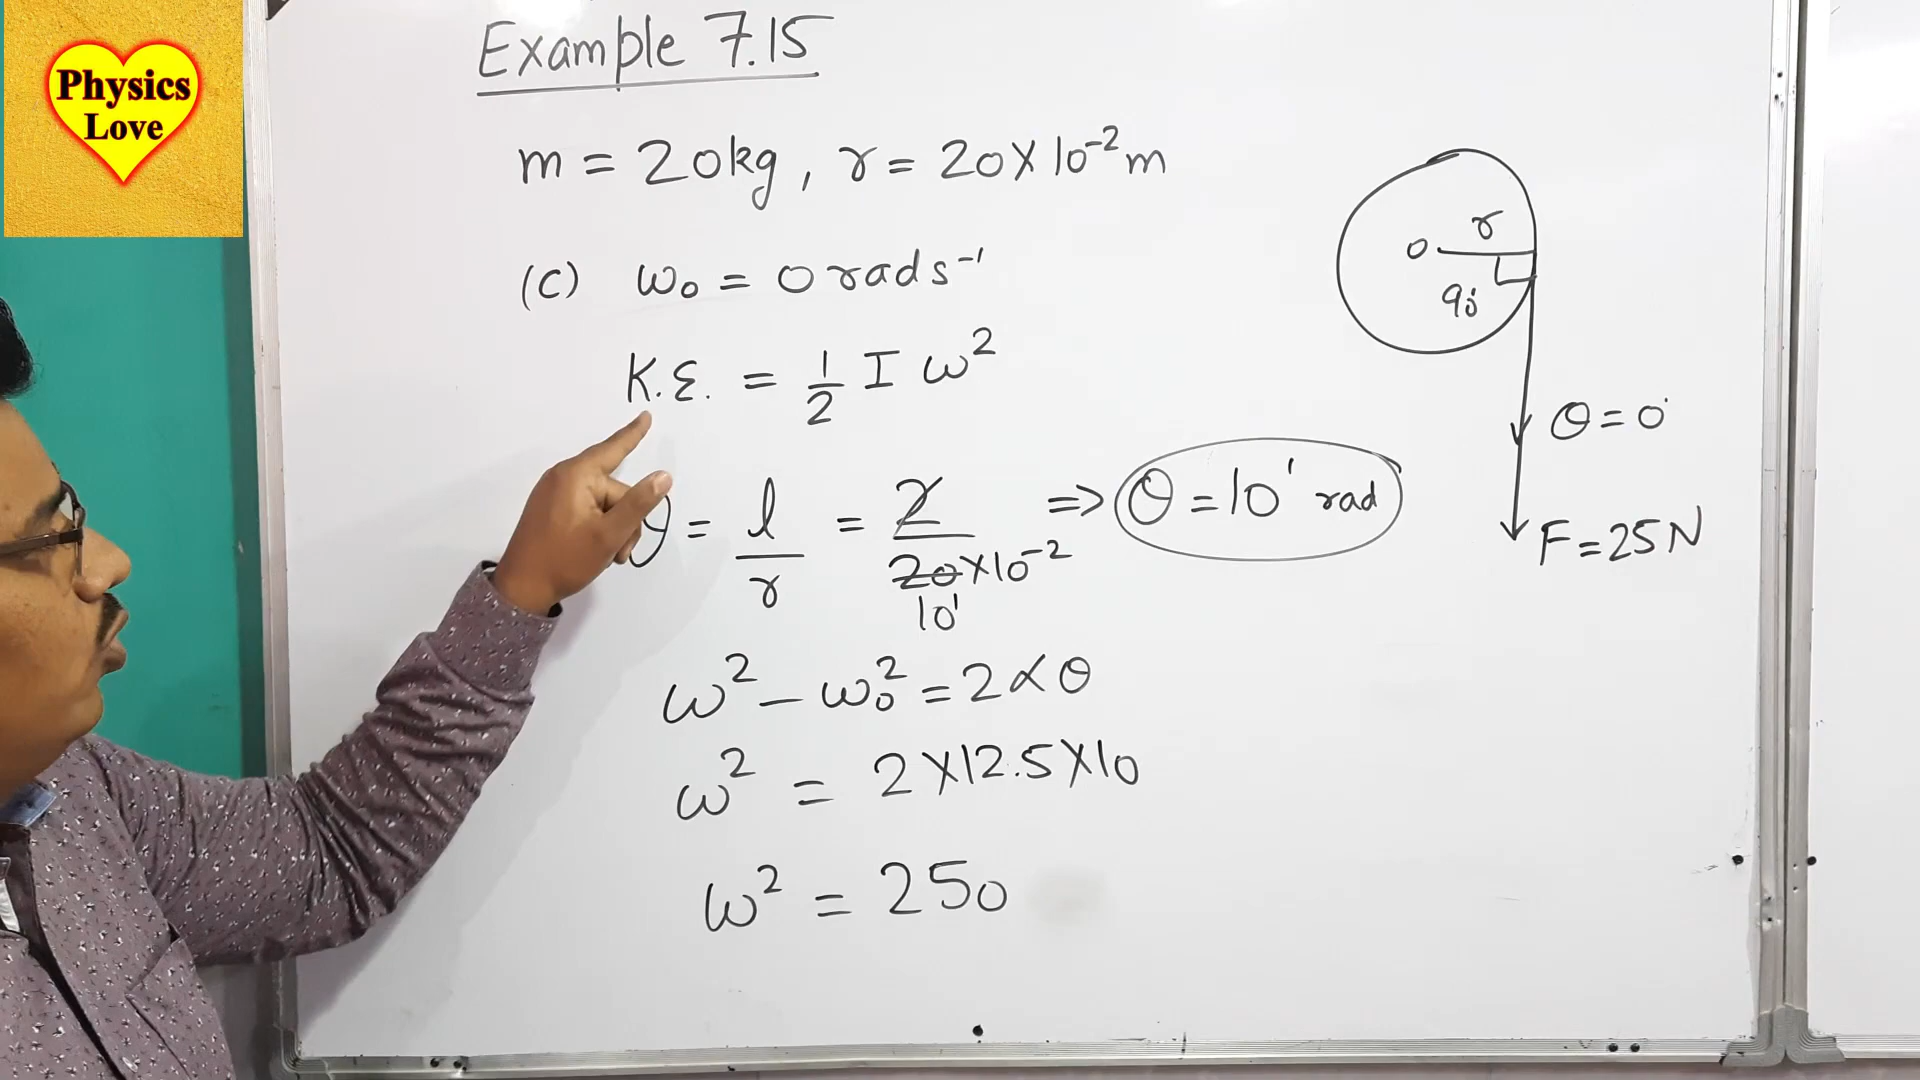 Physics
Love
Example 7.15
m = 20kg, r = 20×10⁻²m
(c) ω₀ = 0 rad s⁻¹
K.E. = 1/2 I ω²
θ = l/r = 2/20×10⁻² ⇒ θ = 10¹ rad
10¹
ω² – ω₀² = 2αθ
ω² = 2×12.5×10
ω² = 250
r
O
90°
θ = 0°
F = 25N